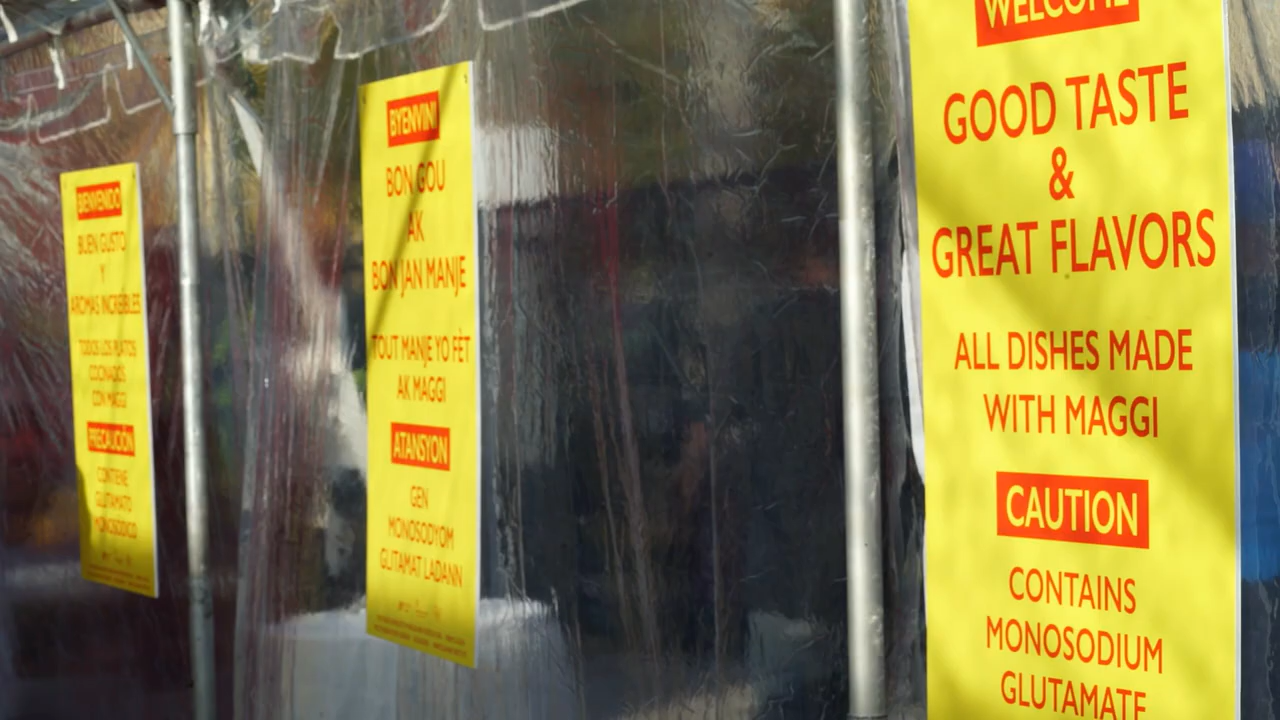 BIENVENIDO
BUEN GUSTO
Y
AROMAS INCREÍBLES
TODOS LOS PLATOS
COCINADOS
CON MAGGI
PRECAUCIÓN
CONTIENE
GLUTAMATO
MONOSÓDICO
BYENVINI
BON GOU
AK
BON JAN MANJE
TOUT MANJE YO FÈT
AK MAGGI
ATANSYON
GEN
MONOSODYOM
GLITAMAT LADANN
WELCOME
GOOD TASTE
&
GREAT FLAVORS
ALL DISHES MADE
WITH MAGGI
CAUTION
CONTAINS
MONOSODIUM
GLUTAMATE